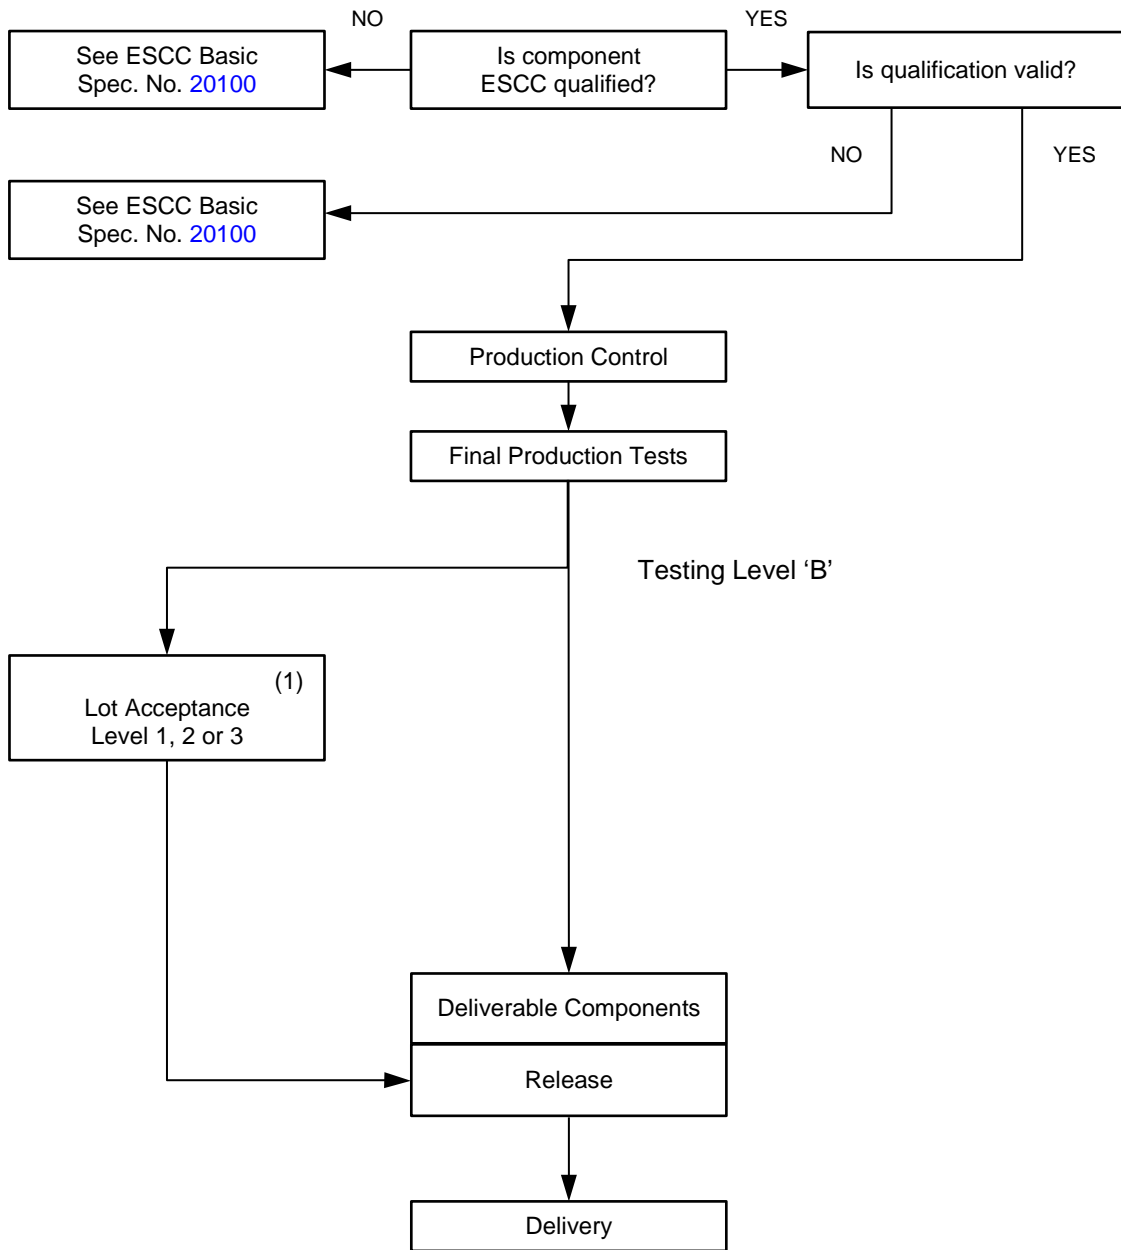 NO
YES
See ESCC Basic
Spec. No. 20100
Is component
ESCC qualified?
Is qualification valid?
NO
YES
See ESCC Basic
Spec. No. 20100
Production Control
Final Production Tests
Testing Level ‘B’
(1)
Lot Acceptance
Level 1, 2 or 3
Deliverable Components
Release
Delivery